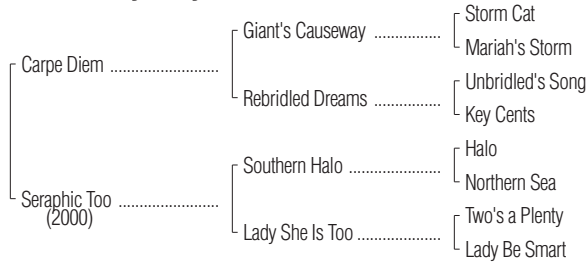 Storm Cat
Giant's Causeway ................
Mariah's Storm
Carpe Diem .......................
Unbridled's Song
Rebridled Dreams ................
Key Cents
Halo
Southern Halo ......................
Northern Sea
Seraphic Too .....................
(2000)
Two's a Plenty
Lady She Is Too ...................
Lady Be Smart